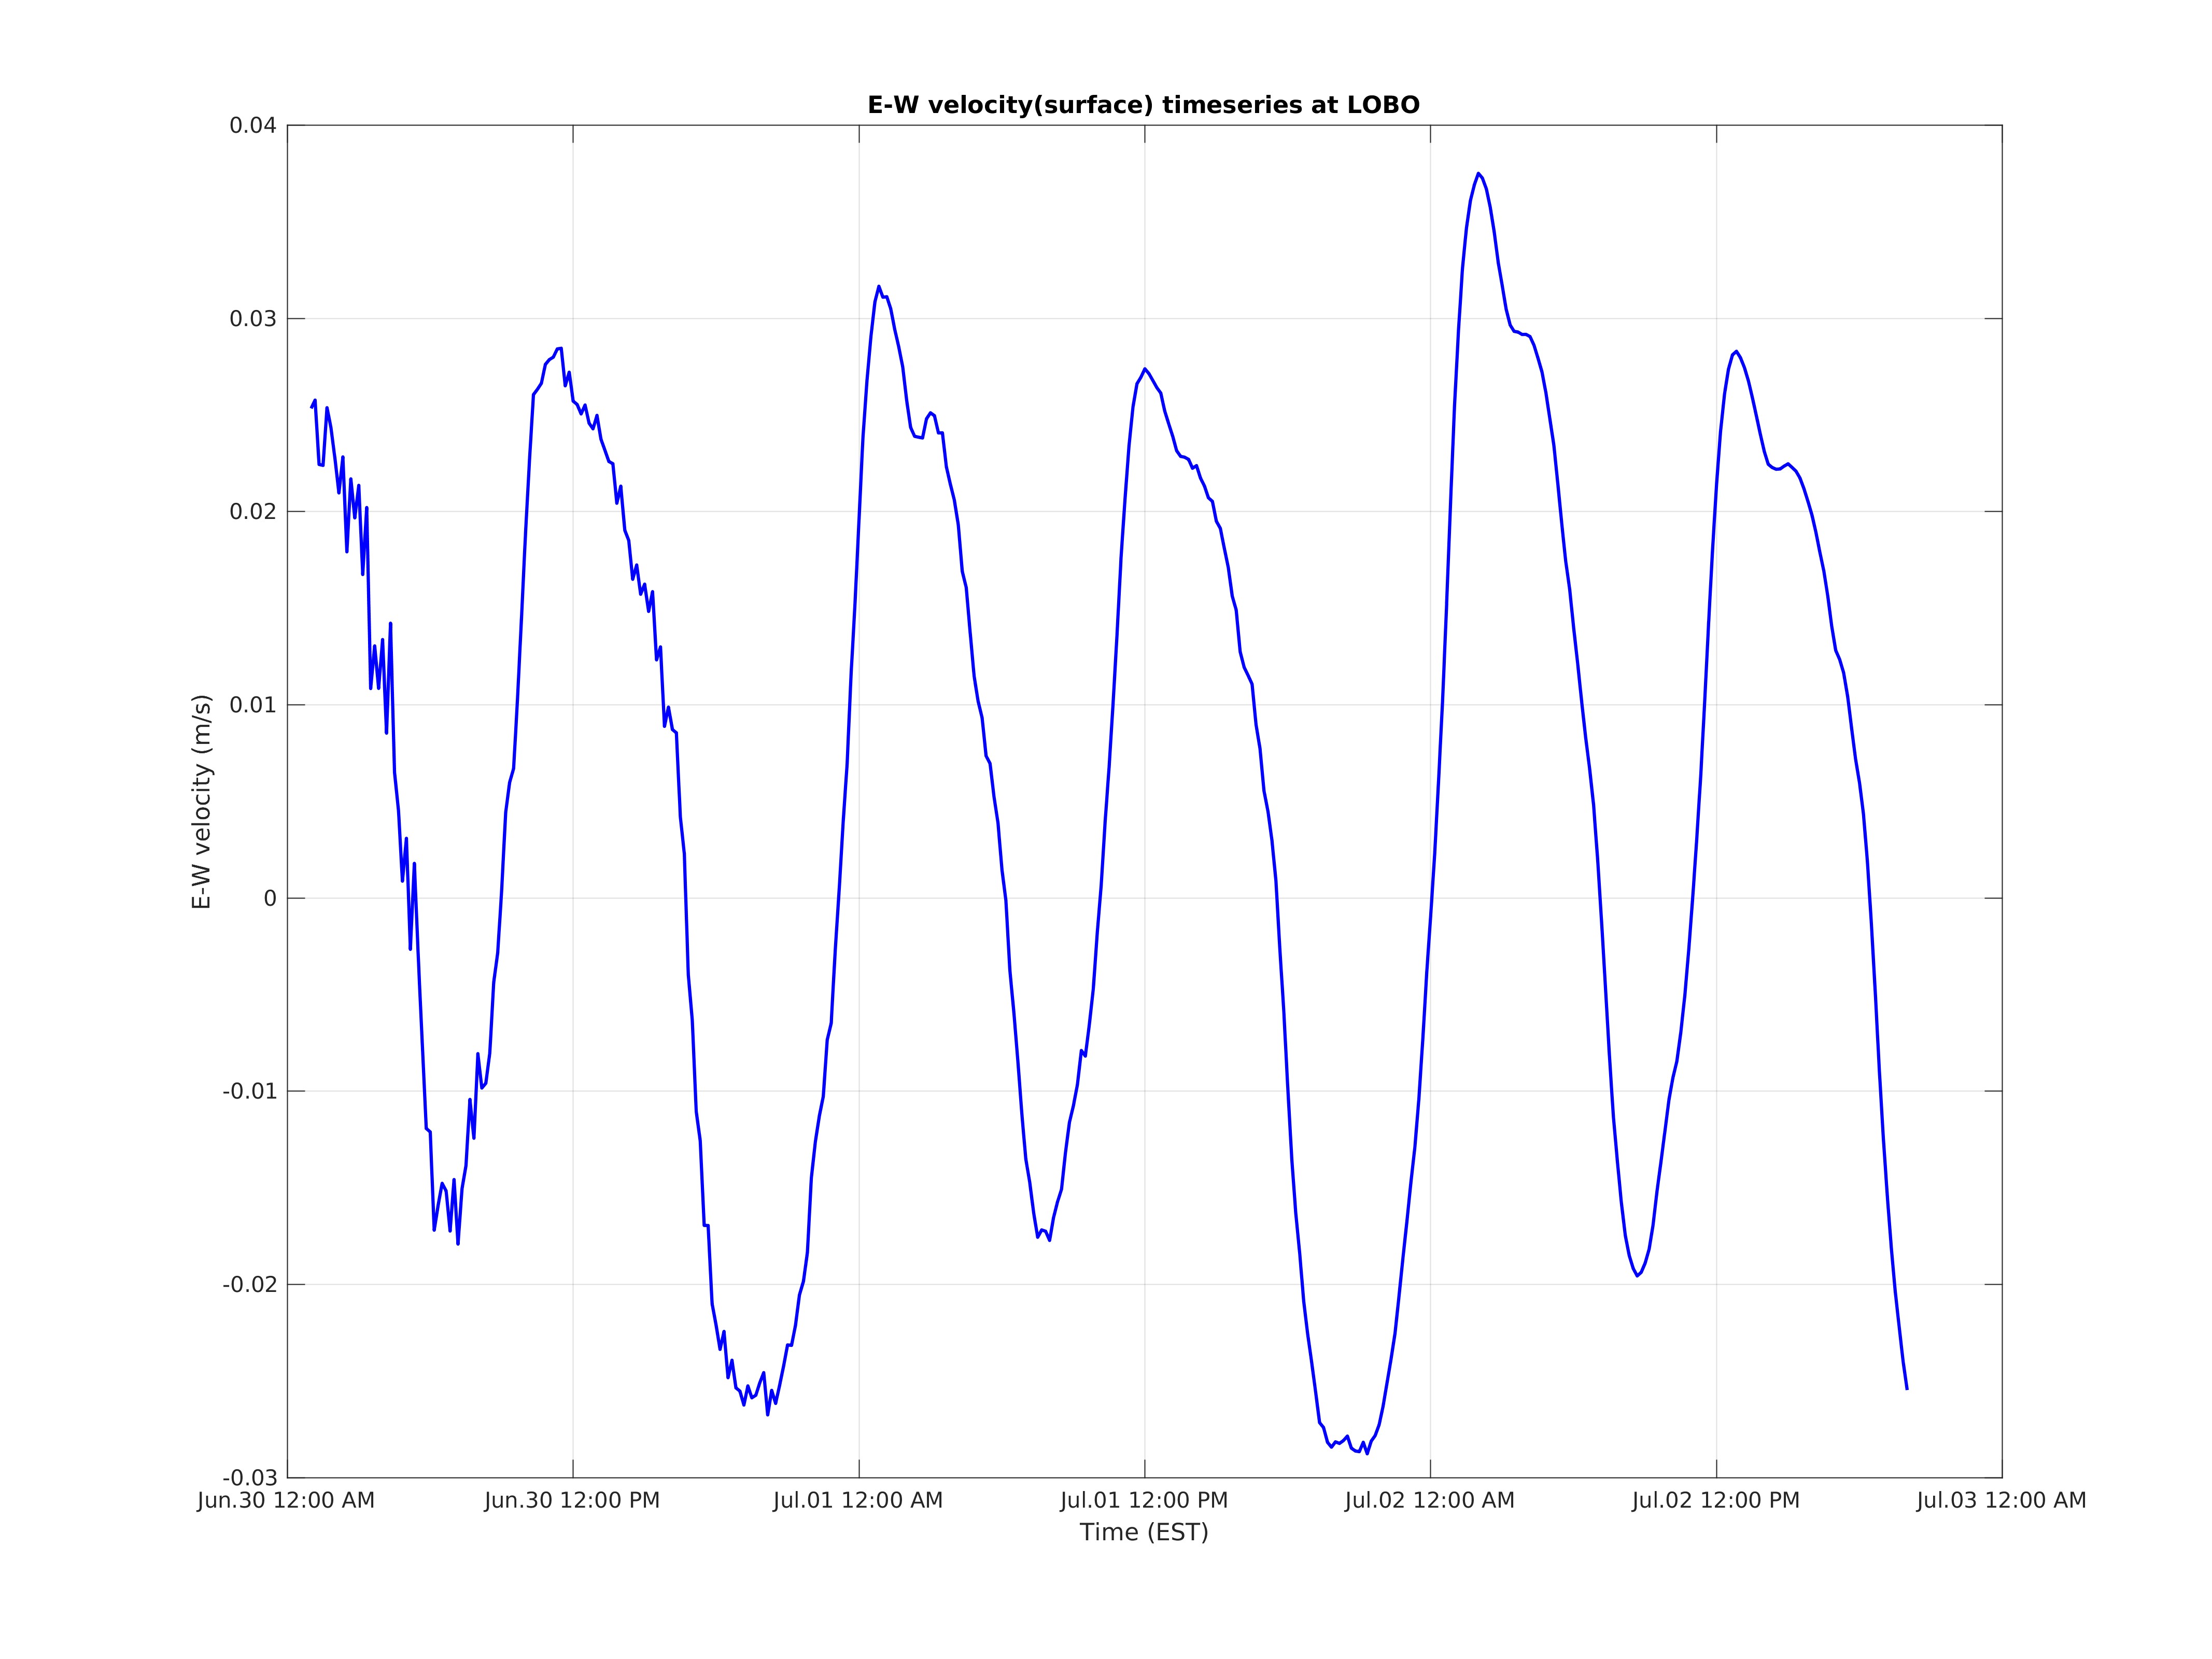 E-W velocity(surface) timeseries at LOBO
0.04
0.03
0.02
0.01
0
-0.01
-0.02
-0.03
E-W velocity (m/s)
Jun.30 12:00 AM Jun.30 12:00 PM Jul.01 12:00 AM Jul.01 12:00 PM Jul.02 12:00 AM Jul.02 12:00 PM Jul.03 12:00 AM
Time (EST)